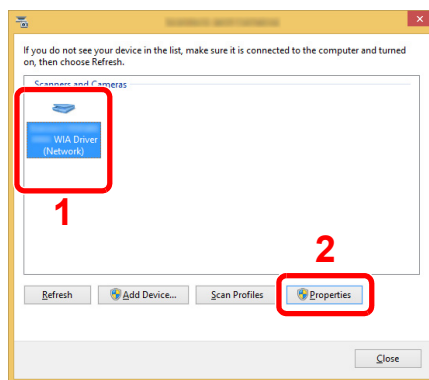 If you do not see your device in the list, make sure it is connected to the computer and turned
on, then choose Refresh.
Scanners and Cameras
WIA Driver
(Network)
1
2
Refresh
Add Device...
Scan Profiles
Properties
Close